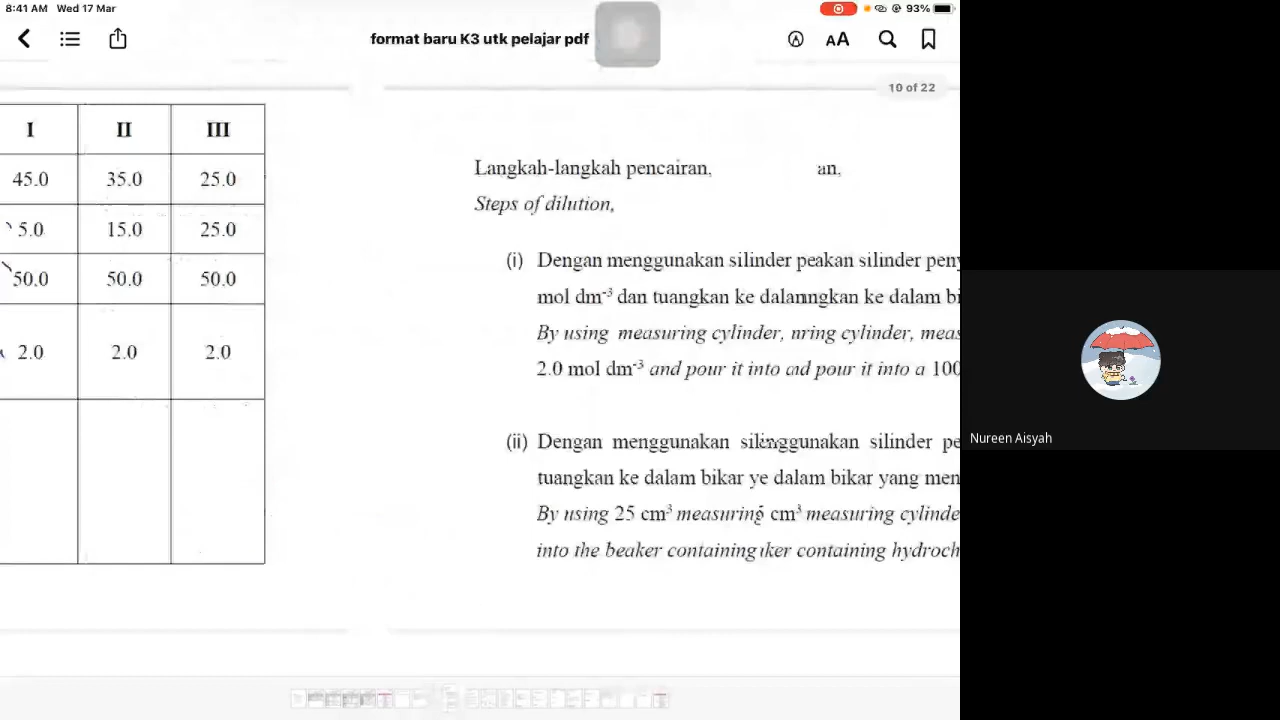 8:41 AM Wed 17 Mar
93%
format baru K3 utk pelajar pdf
AA
10 of 22
I II III
45.0 35.0 25.0
5.0 15.0 25.0
50.0 50.0 50.0
2.0 2.0 2.0
Langkah-langkah pencairan, an,
Steps of dilution,
(i) Dengan menggunakan silinder peakan silinder peny
mol dm⁻³ dan tuangkan ke ngkan ke dalam bi
By using measuring cylinder, ring cylinder, meas
2.0 mol dm⁻³ and pour it into d pour it into a 100
(ii) Dengan menggunakan nggunakan silinder pe
tuangkan ke dalam bikar ye dalam bikar yang men
By using 25 cm³ measuring cm³ measuring cylinde
into the beaker containing ker containing hydroch
Nureen Aisyah